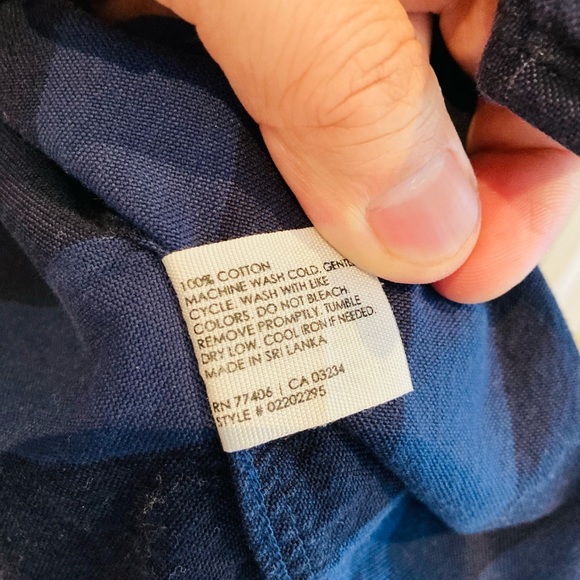 100% COTTON
MACHINE WASH COLD, GENTLE
CYCLE. WASH WITH LIKE
COLORS. DO NOT BLEACH.
REMOVE PROMPTLY. TUMBLE
DRY LOW. COOL IRON IF NEEDED.
MADE IN SRI LANKA
RN 77406 | CA 03234
STYLE # 02202295